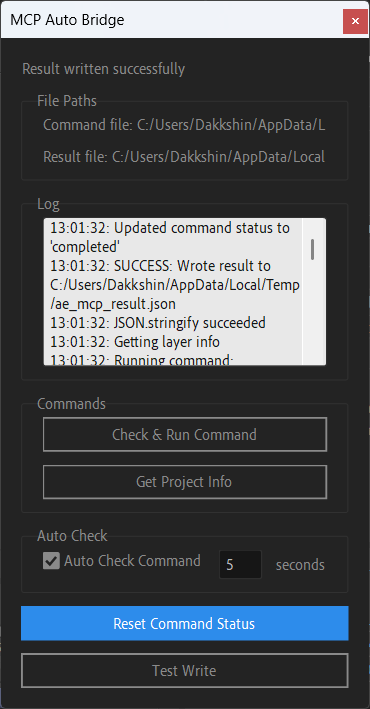 MCP Auto Bridge
Result written successfully
File Paths
Command file: C:/Users/Dakkshin/AppData/L
Result file: C:/Users/Dakkshin/AppData/Local
Log
13:01:32: Updated command status to
'completed'
13:01:32: SUCCESS: Wrote result to
C:/Users/Dakkshin/AppData/Local/Temp
/ae_mcp_result.json
13:01:32: JSON.stringify succeeded
13:01:32: Getting layer info
13:01:32: Running command:
Commands
Check & Run Command
Get Project Info
Auto Check
Auto Check Command 5 seconds
Reset Command Status
Test Write